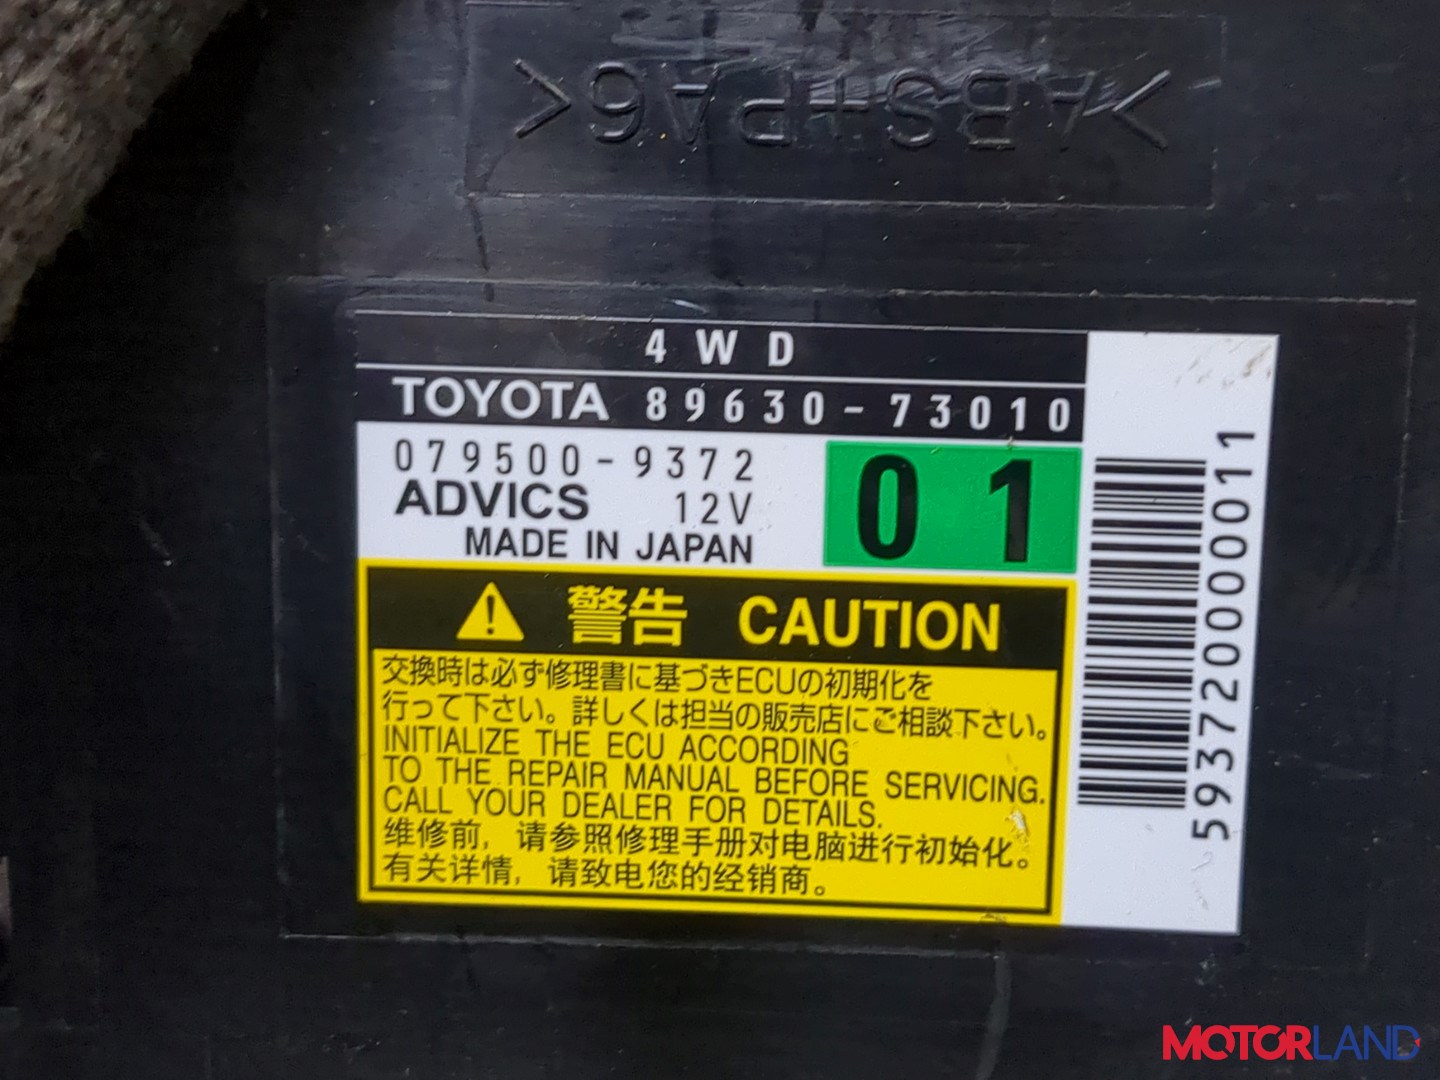 >ABS+PA6<
4WD
TOYOTA 89630-73010
079500-9372
ADVICS 12V
MADE IN JAPAN
01
警告 CAUTION
交換時は必ず修理書に基づきECUの初期化を
行って下さい。詳しくは担当の販売店にご相談下さい。
INITIALIZE THE ECU ACCORDING
TO THE REPAIR MANUAL BEFORE SERVICING.
CALL YOUR DEALER FOR DETAILS.
维修前，请参照修理手册对电脑进行初始化。
有关详情，请致电您的经销商。
59372000011
MOTORLAND